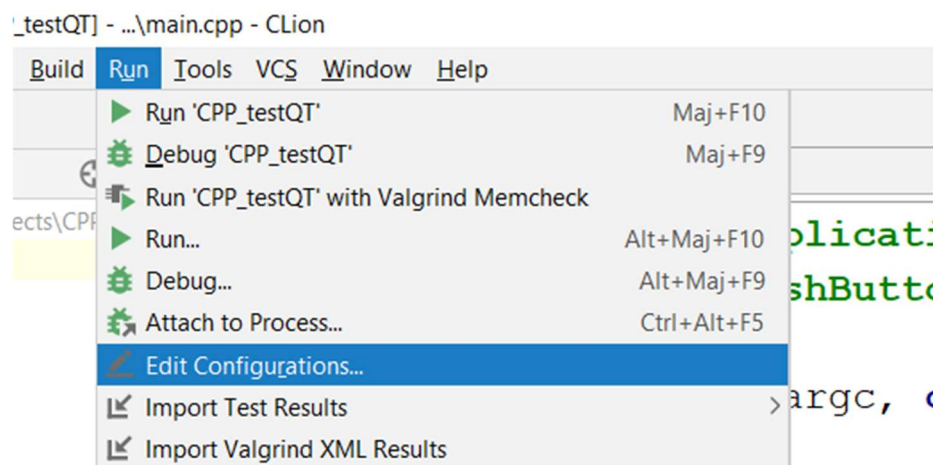 _testQT] - ...\main.cpp - CLion
Build Run Tools VCS Window Help
Run 'CPP_testQT' Maj+F10
Debug 'CPP_testQT' Maj+F9
Run 'CPP_testQT' with Valgrind Memcheck
ects\CPP
Run... Alt+Maj+F10
plicati
Debug... Alt+Maj+F9
shButto
Attach to Process... Ctrl+Alt+F5
Edit Configurations...
Import Test Results
argc,
Import Valgrind XML Results